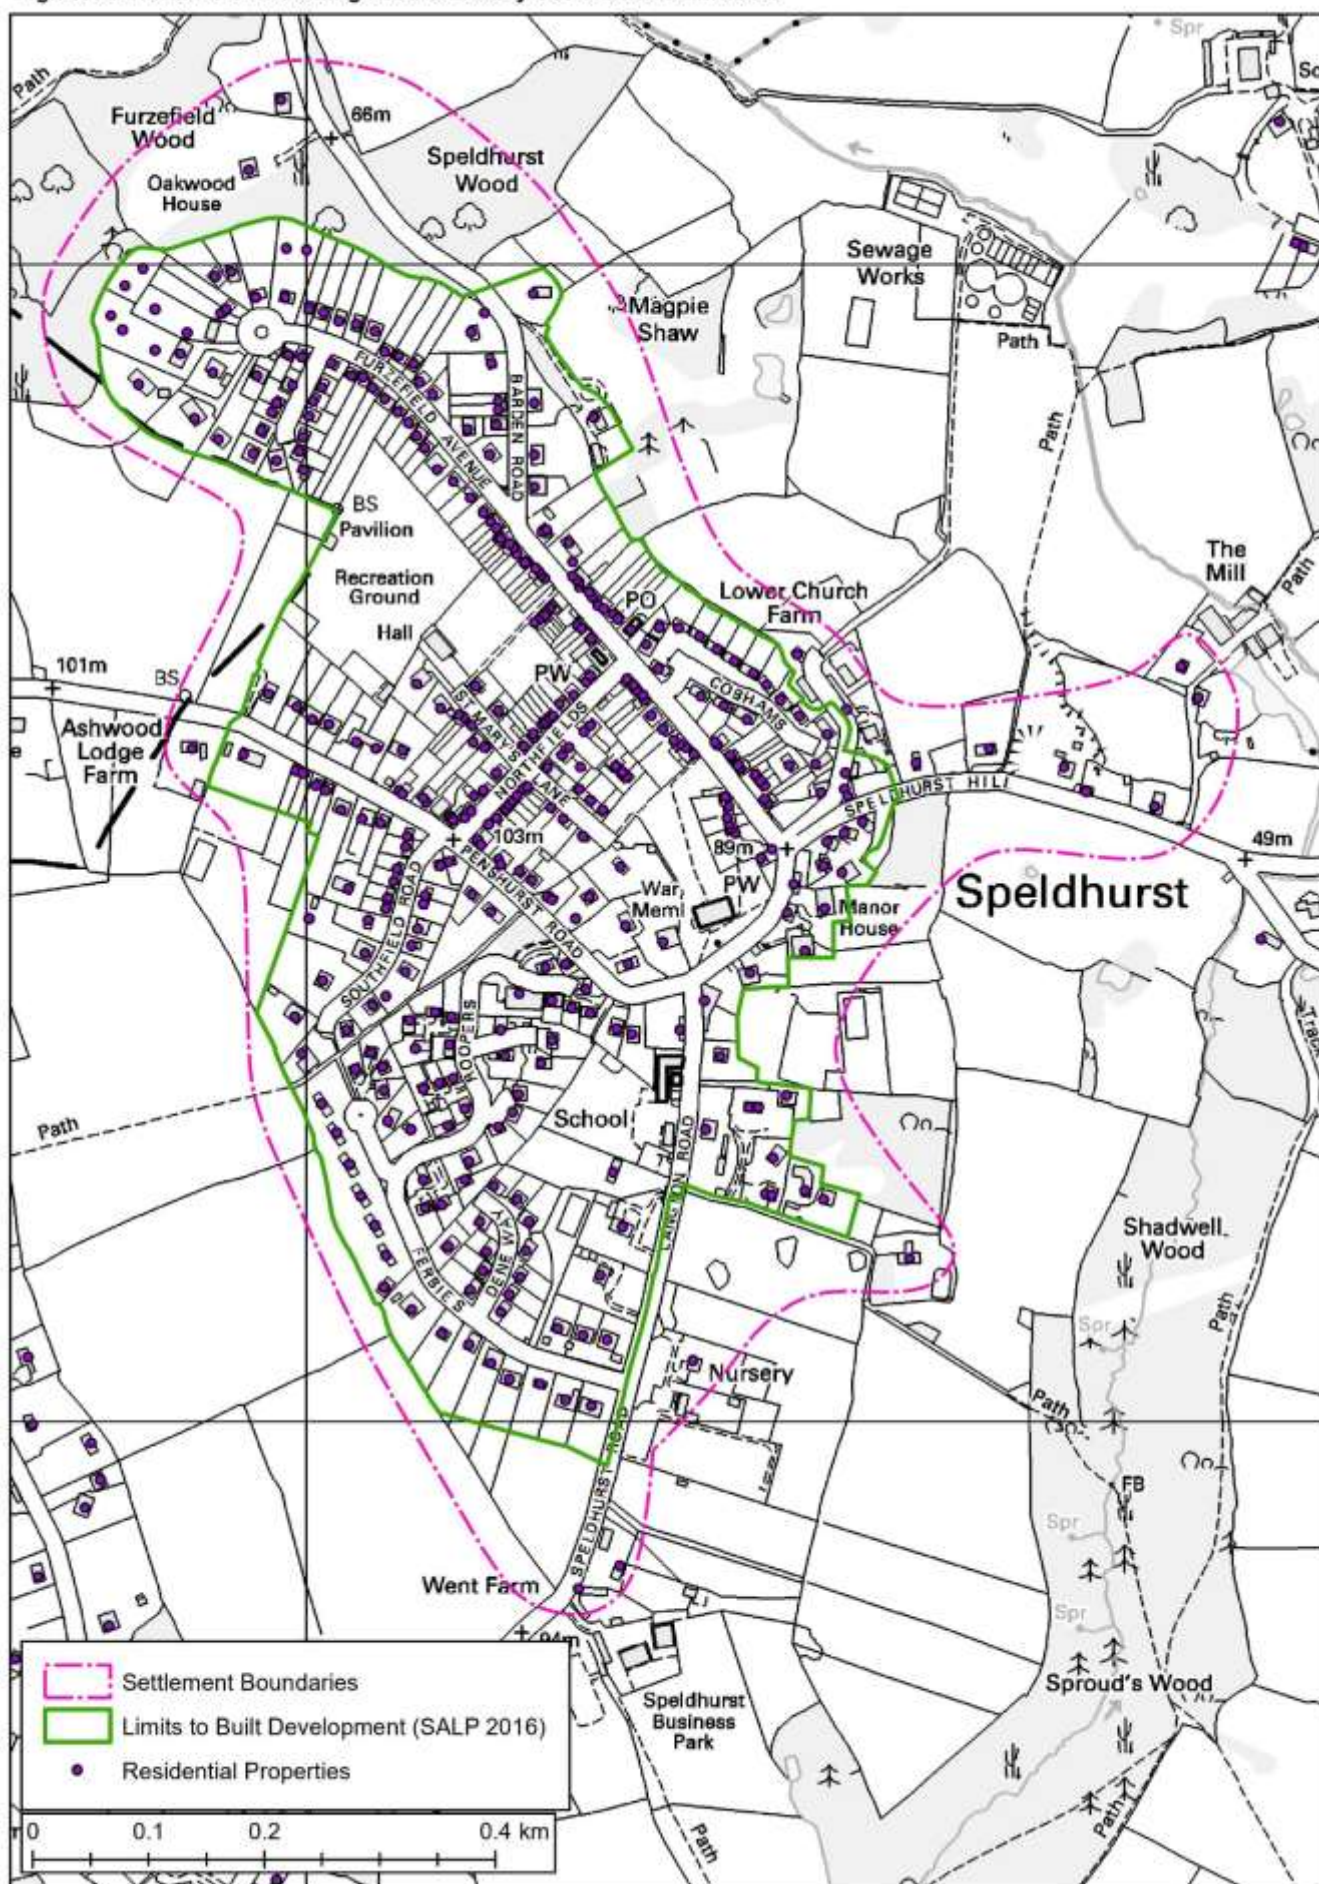 Spr
Path
66m
Furzefield
Wood
Speldhurst
Wood
Oakwood
House
Sewage
Works
Magpie
Shaw
Path
FURZEFIELD AVENUE
BARDEN ROAD
Path
BS
Pavilion
The
Mill
Path
Recreation
Ground
PO
Lower Church
Farm
Hall
101m
BS
PW
COBHAMS
ST MARY'S LANE
NORTHFIELDS
Ashwood
Lodge
Farm
SPELDHURST HILL
103m
89m
49m
PENSHURST ROAD
War
Meml
PW
Speldhurst
Manor
House
SOUTHFIELD ROAD
ROOPERS
Track
School
Path
LANGTON ROAD
Shadwell
Wood
DENE WAY
FERBIES
Spr
Path
Nursery
Path
SPELDHURST ROAD
FB
Spr
Went Farm
Spr
94m
Sproud's Wood
Speldhurst
Business
Park
Path
Path
Settlement Boundaries
Limits to Built Development (SALP 2016)
Residential Properties
0 0.1 0.2 0.4 km